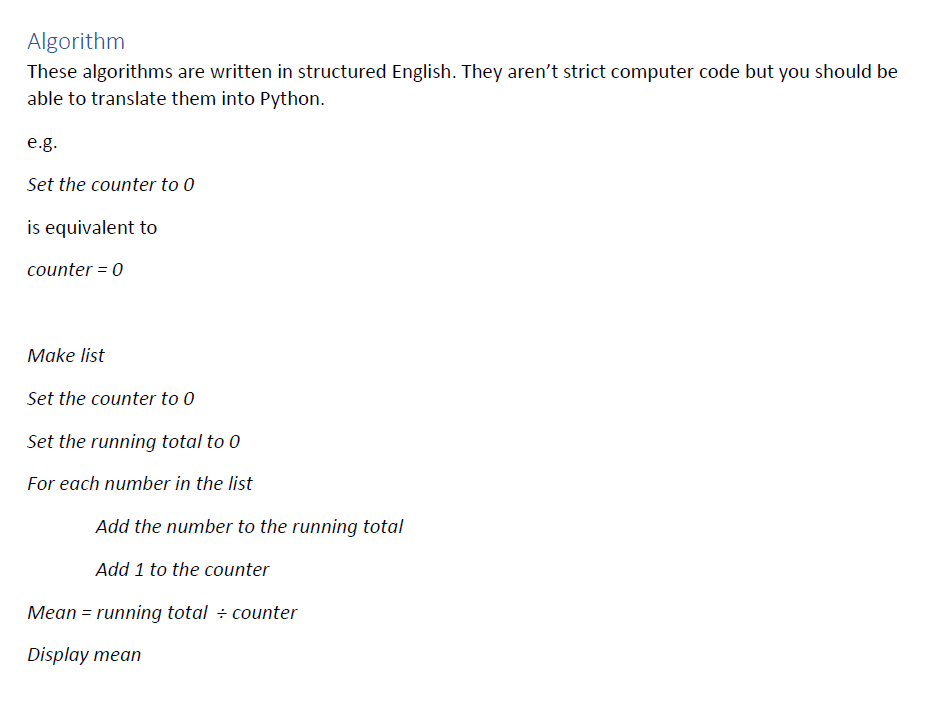 Algorithm
These algorithms are written in structured English. They aren’t strict computer code but you should be
able to translate them into Python.
e.g.
Set the counter to 0
is equivalent to
counter = 0
Make list
Set the counter to 0
Set the running total to 0
For each number in the list
Add the number to the running total
Add 1 to the counter
Mean = running total ÷ counter
Display mean